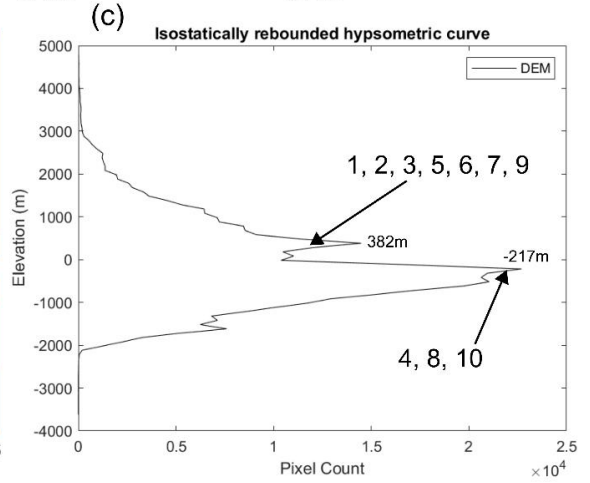 (c)
Isostatically rebounded hypsometric curve
DEM
5000
4000
3000
2000
1000
0
-1000
-2000
-3000
-4000
Elevation (m)
1, 2, 3, 5, 6, 7, 9
382m
-217m
4, 8, 10
0
0.5
1
1.5
2
2.5
Pixel Count
×10⁴